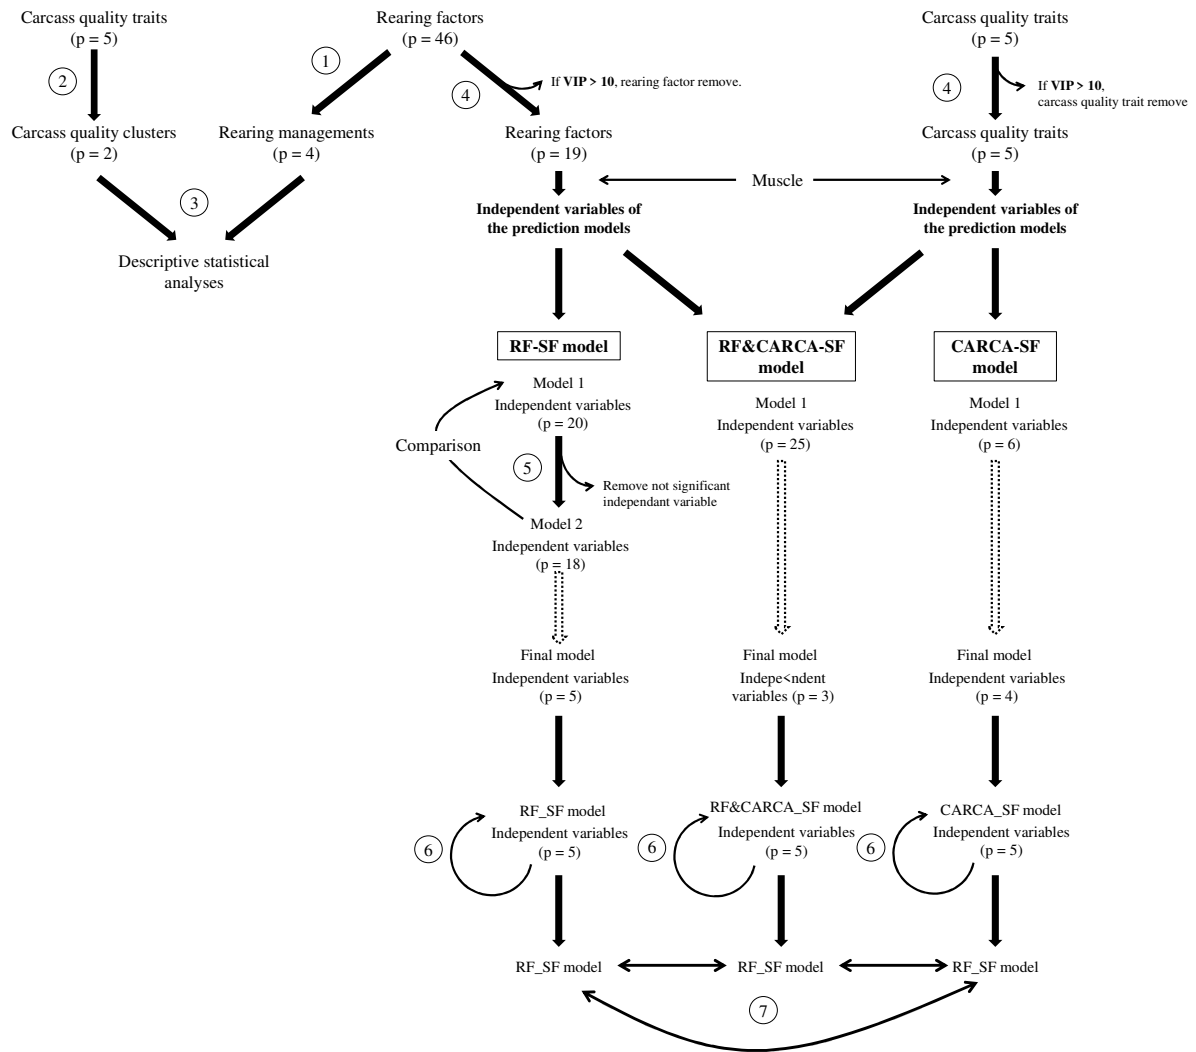 Carcass quality traits
(p = 5)
Rearing factors
(p = 46)
Carcass quality traits
(p = 5)
1
2
4
If VIP > 10, rearing factor remove.
4
If VIP > 10,
carcass quality trait remove
Carcass quality clusters
(p = 2)
Rearing managements
(p = 4)
Rearing factors
(p = 19)
Carcass quality traits
(p = 5)
3
Muscle
Independent variables of
the prediction models
Independent variables of
the prediction models
Descriptive statistical
analyses
RF-SF model
RF&CARCA-SF
model
CARCA-SF
model
Model 1
Independent variables
(p = 20)
Model 1
Independent variables
(p = 25)
Model 1
Independent variables
(p = 6)
Comparison
5
Remove not significant
independant variable
Model 2
Independent variables
(p = 18)
Final model
Independent variables
(p = 5)
Final model
Indepe<ndent
variables (p = 3)
Final model
Independent variables
(p = 4)
6
RF_SF model
Independent variables
(p = 5)
6
RF&CARCA_SF model
Independent variables
(p = 5)
6
CARCA_SF model
Independent variables
(p = 5)
RF_SF model
RF_SF model
RF_SF model
7